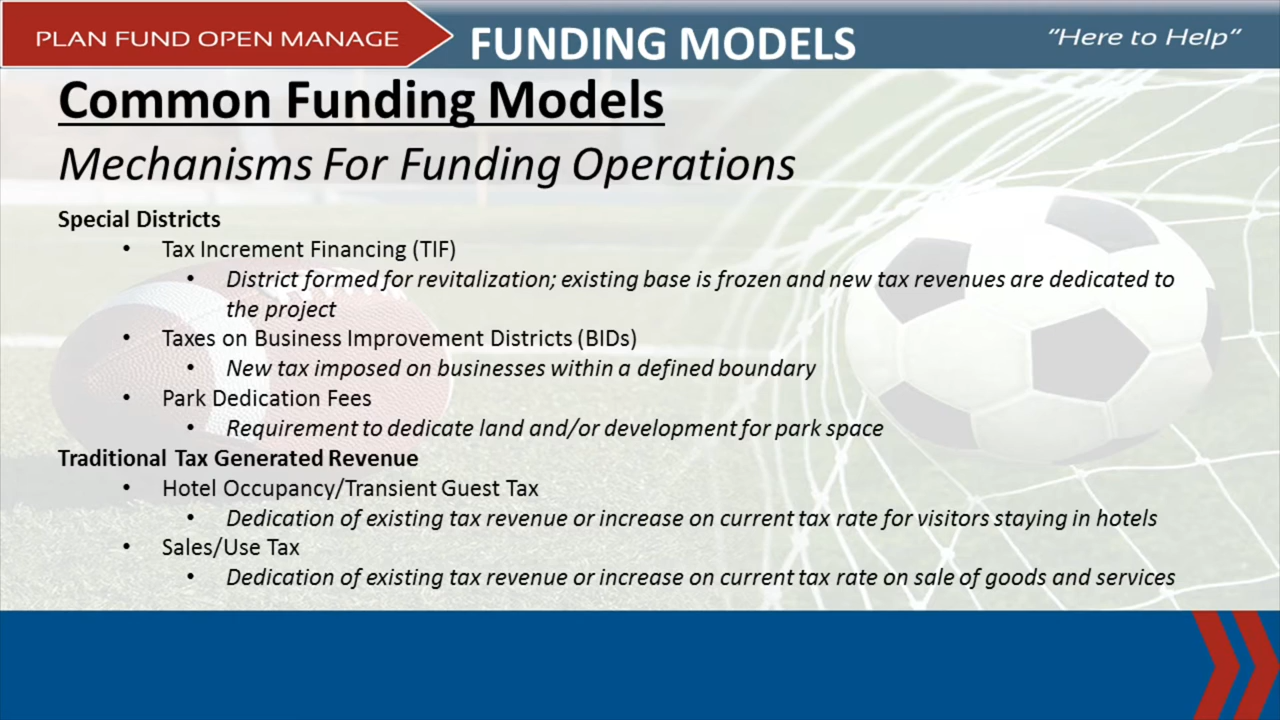 PLAN FUND OPEN MANAGE
FUNDING MODELS
"Here to Help"
Common Funding Models
Mechanisms For Funding Operations
Special Districts
• Tax Increment Financing (TIF)
• District formed for revitalization; existing base is frozen and new tax revenues are dedicated to
the project
• Taxes on Business Improvement Districts (BIDs)
• New tax imposed on businesses within a defined boundary
• Park Dedication Fees
• Requirement to dedicate land and/or development for park space
Traditional Tax Generated Revenue
• Hotel Occupancy/Transient Guest Tax
• Dedication of existing tax revenue or increase on current tax rate for visitors staying in hotels
• Sales/Use Tax
• Dedication of existing tax revenue or increase on current tax rate on sale of goods and services